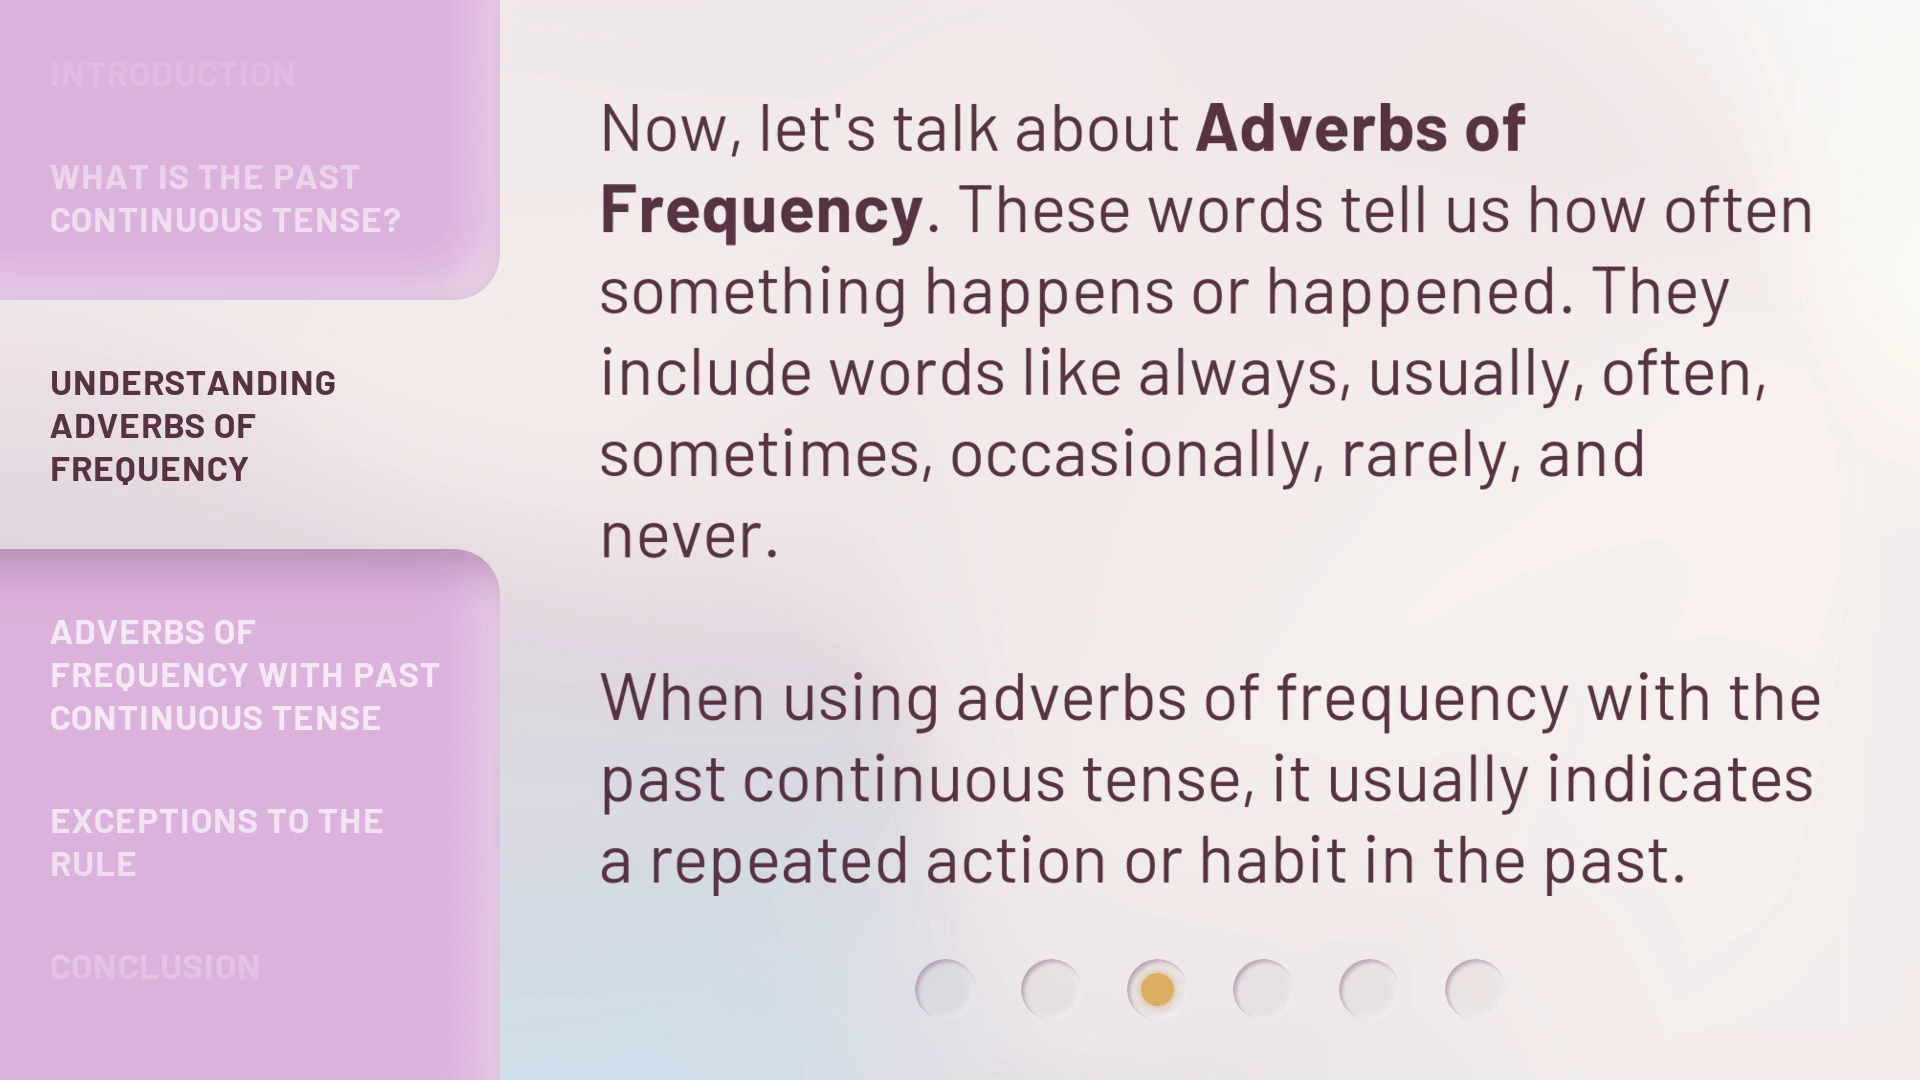 INTRODUCTION
WHAT IS THE PAST
CONTINUOUS TENSE?
UNDERSTANDING
ADVERBS OF
FREQUENCY
ADVERBS OF
FREQUENCY WITH PAST
CONTINUOUS TENSE
EXCEPTIONS TO THE
RULE
CONCLUSION
Now, let's talk about Adverbs of
Frequency. These words tell us how often
something happens or happened. They
include words like always, usually, often,
sometimes, occasionally, rarely, and
never.
When using adverbs of frequency with the
past continuous tense, it usually indicates
a repeated action or habit in the past.